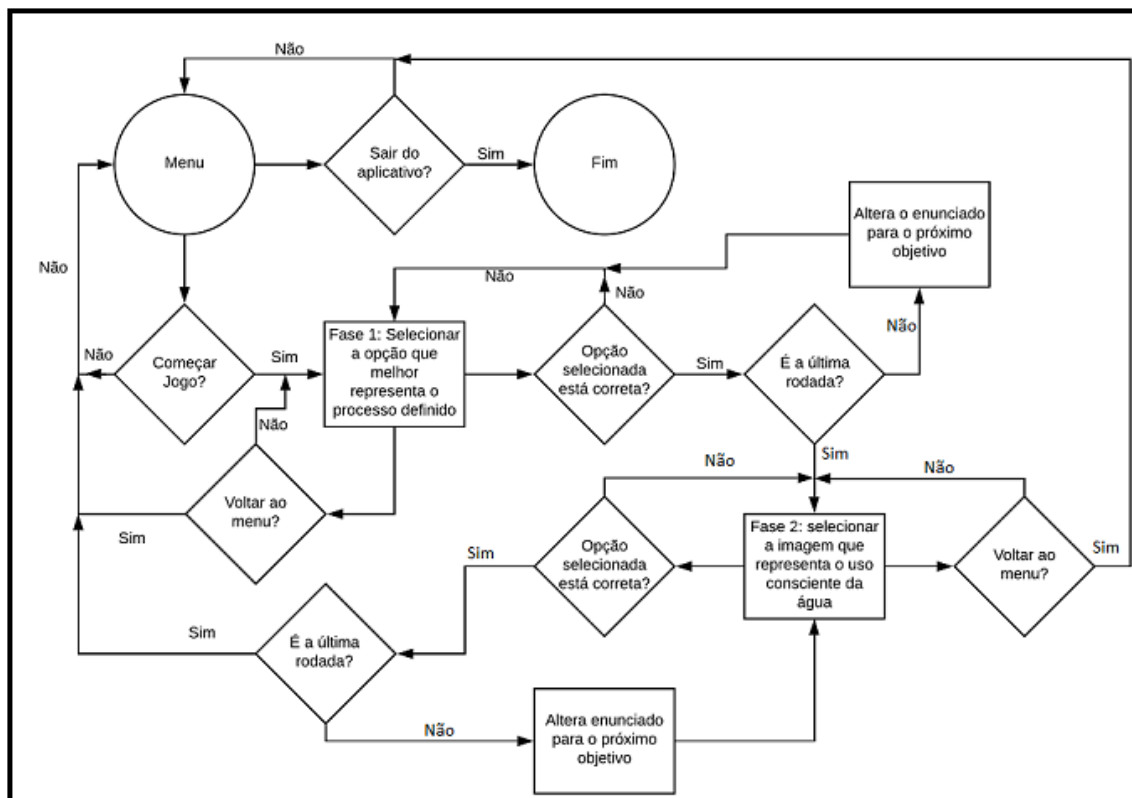 Não
Menu
Sair do
aplicativo?
Sim
Fim
Altera o enunciado
para o próximo
objetivo
Não
Não
Não
Não
Começar
Jogo?
Sim
Fase 1: Selecionar
a opção que
melhor
representa o
processo definido
Opção
selecionada
está correta?
Sim
É a última
rodada?
Não
Não
Não
Voltar ao
menu?
Sim
Sim
Não
Não
Opção
selecionada
está correta?
Sim
Fase 2: selecionar
a imagem que
representa o uso
consciente da
água
Voltar ao
menu?
Sim
Sim
É a última
rodada?
Não
Altera enunciado
para o próximo
objetivo